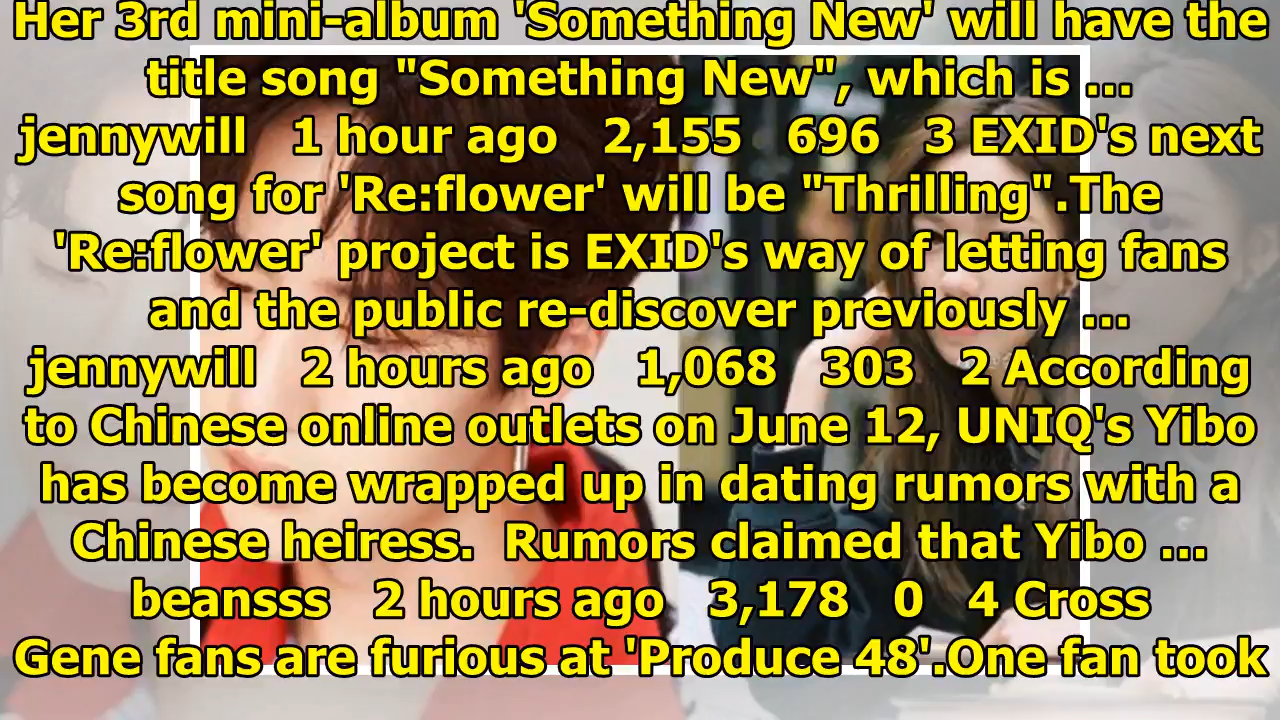 Her 3rd mini-album 'Something New' will have the
title song "Something New", which is ...
jennywill 1 hour ago 2,155 696 3 EXID's next
song for 'Re:flower' will be "Thrilling".The
'Re:flower' project is EXID's way of letting fans
and the public re-discover previously ...
jennywill 2 hours ago 1,068 303 2 According
to Chinese online outlets on June 12, UNIQ's Yibo
has become wrapped up in dating rumors with a
Chinese heiress. Rumors claimed that Yibo ...
beansss 2 hours ago 3,178 0 4 Cross
Gene fans are furious at 'Produce 48'.One fan took